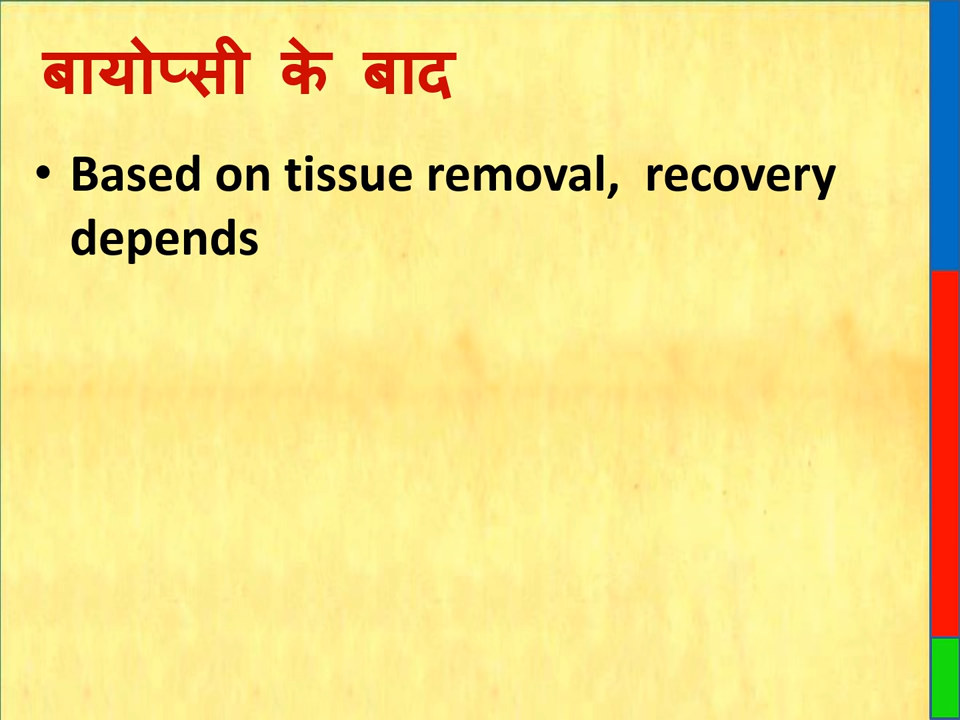 बायोप्सी के बाद
• Based on tissue removal, recovery
depends